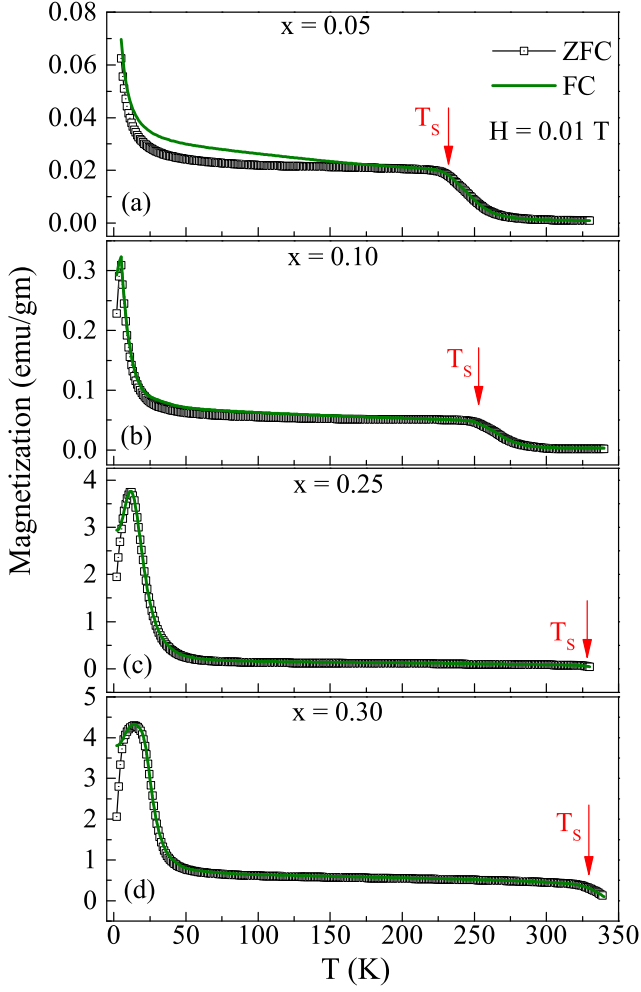 x = 0.05
0.08
ZFC
0.06
FC
T_S
H = 0.01 T
0.04
0.02
(a)
0.00
x = 0.10
0.3
0.2
T_S
0.1
(b)
0.0
x = 0.25
4
3
2
T_S
1
(c)
0
5
x = 0.30
4
3
2
T_S
1
(d)
0
0 50 100 150 200 250 300 350
T (K)
Magnetization (emu/gm)